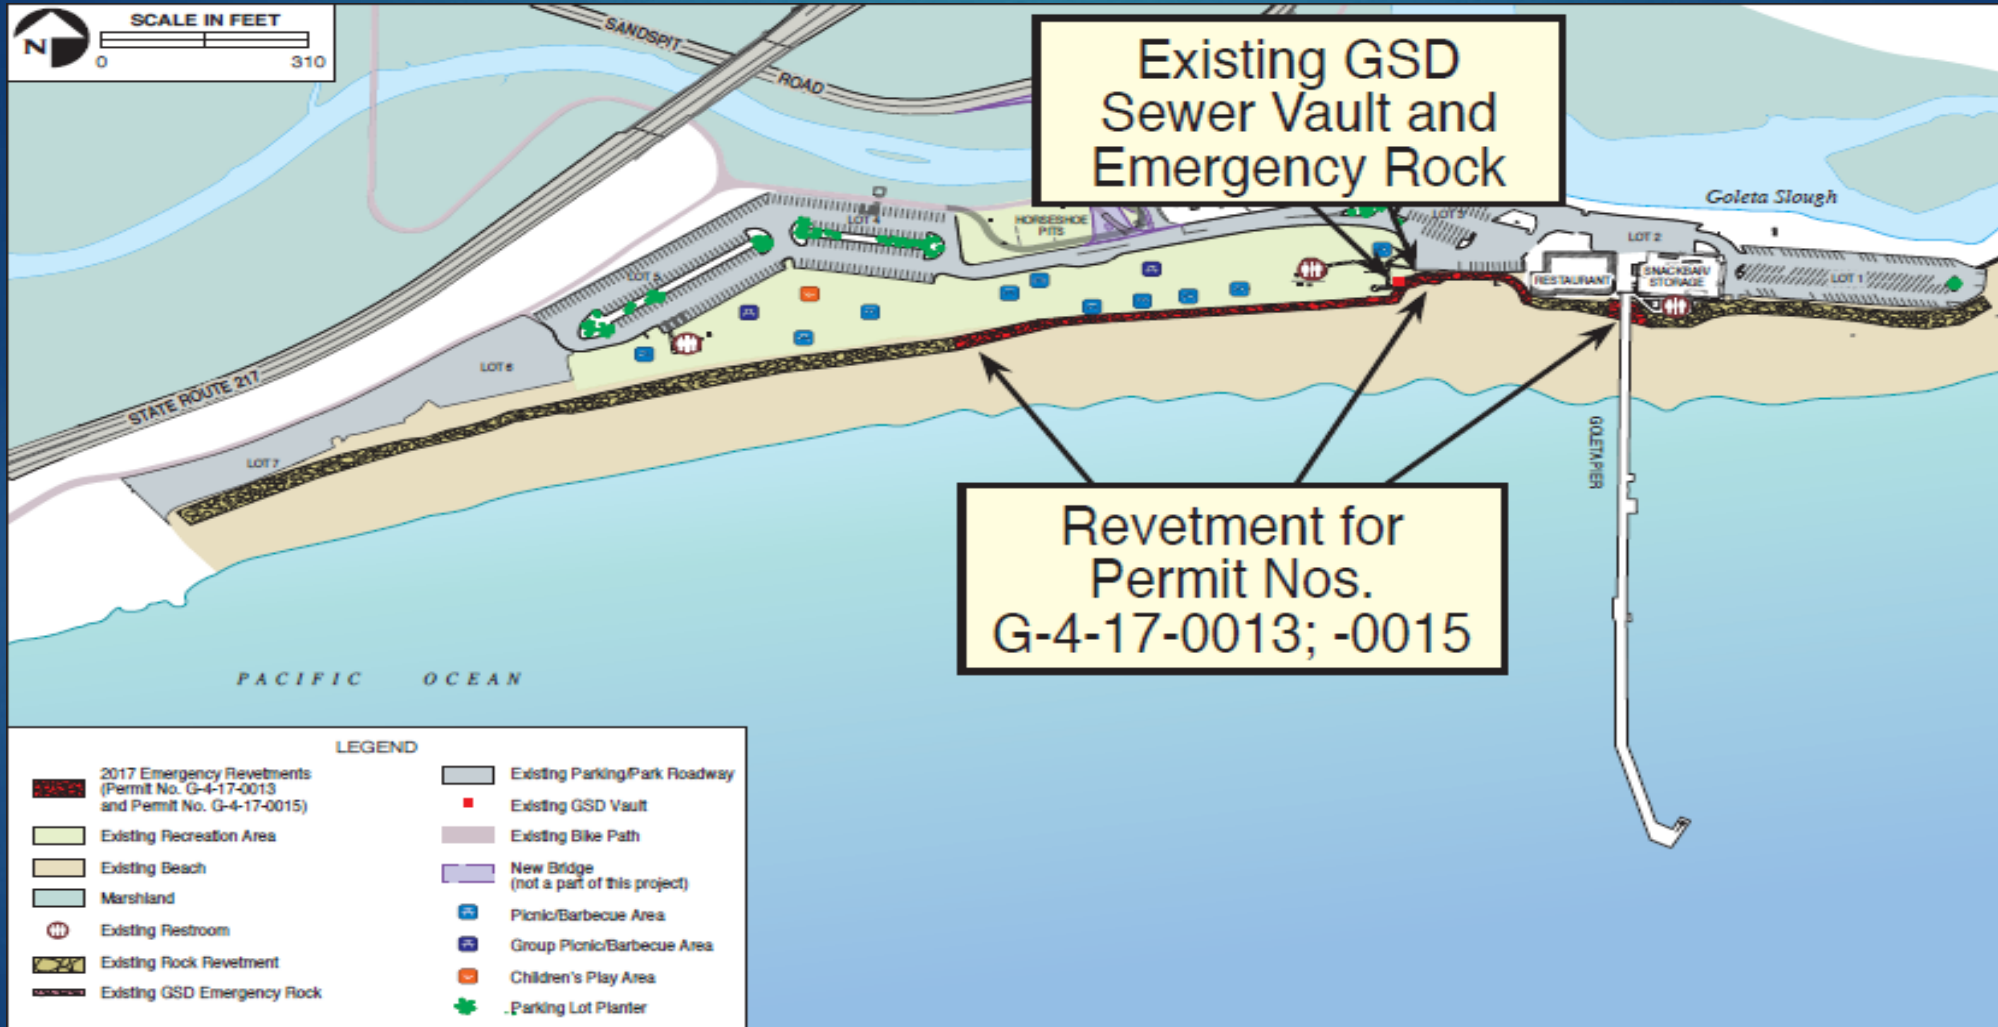 SCALE IN FEET
N
0 310
SANDSPIT
ROAD
Existing GSD
Sewer Vault and
Emergency Rock
Goleta Slough
LOT 4
HORSESHOE
PITS
LOT 3
LOT 2
LOT 5
RESTAURANT
SNACKBAR/
STORAGE
LOT 1
LOT 6
STATE ROUTE 217
LOT 7
GOLETA PIER
Revetment for
Permit Nos.
G-4-17-0013; -0015
PACIFIC OCEAN
LEGEND
2017 Emergency Revetments
(Permit No. G-4-17-0013
and Permit No. G-4-17-0015)
Existing Recreation Area
Existing Beach
Marshland
Existing Restroom
Existing Rock Revetment
Existing GSD Emergency Rock
Existing Parking/Park Roadway
Existing GSD Vault
Existing Bike Path
New Bridge
(not a part of this project)
Picnic/Barbecue Area
Group Picnic/Barbecue Area
Children's Play Area
Parking Lot Planter